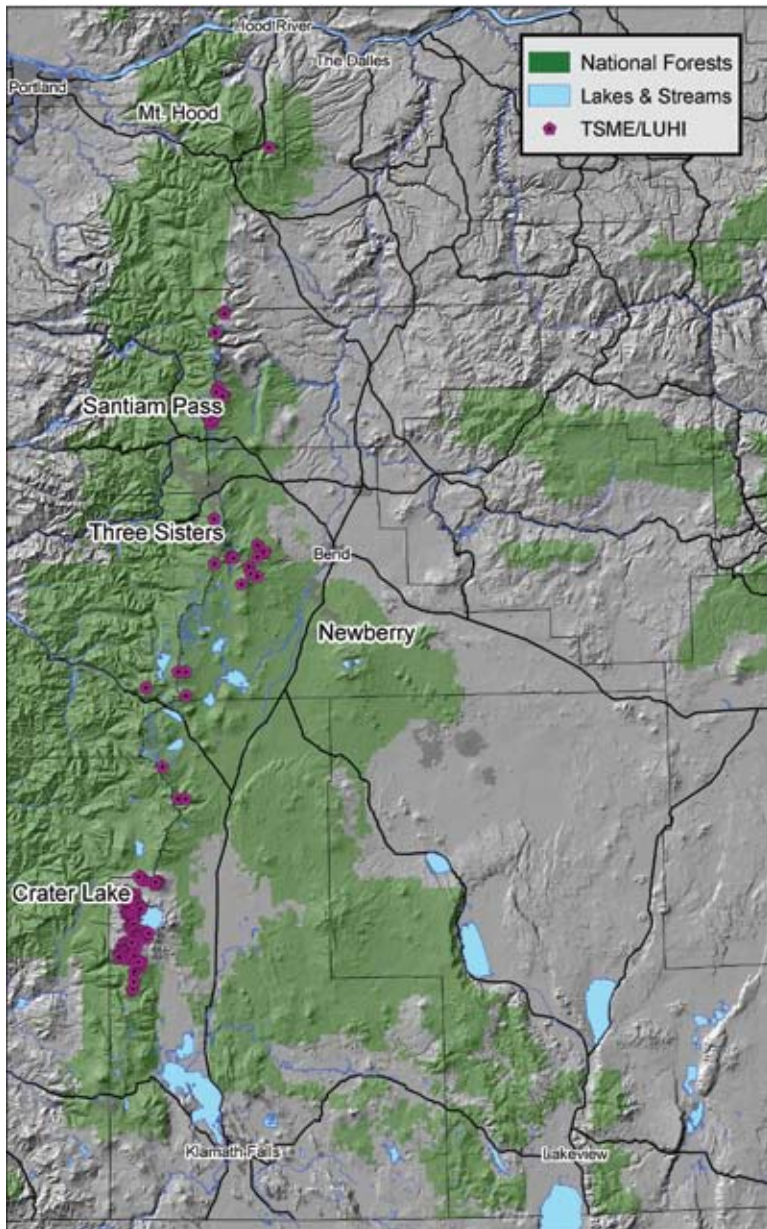 Hood River
The Dalles
Portland
Mt. Hood
National Forests
Lakes & Streams
TSME/LUHI
Santiam Pass
Three Sisters
Bend
Newberry
Crater Lake
Klamath Falls
Lakeview